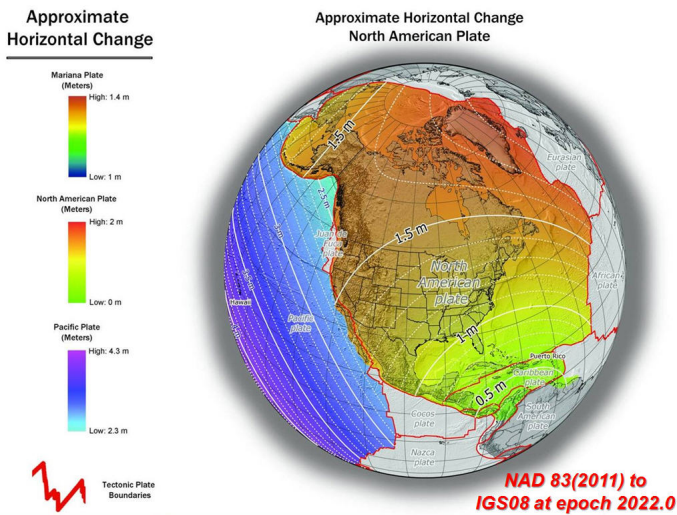 Approximate
Horizontal Change
Mariana Plate
(Meters)
High: 1.4 m
Low: 1 m
North American Plate
(Meters)
High: 2 m
Low: 0 m
Pacific Plate
(Meters)
High: 4.3 m
Low: 2.3 m
Tectonic Plate
Boundaries
Approximate Horizontal Change
North American Plate
1.5 m
Eurasian
plate
2.5 m
Juan de
Fuca
plate
1.5 m
North
American
plate
African
plate
3 m
Hawaii
Pacific
plate
1 m
Puerto Rico
Caribbean
plate
0.5 m
Cocos
plate
South
American
plate
Nazca
plate
NAD 83(2011) to
IGS08 at epoch 2022.0